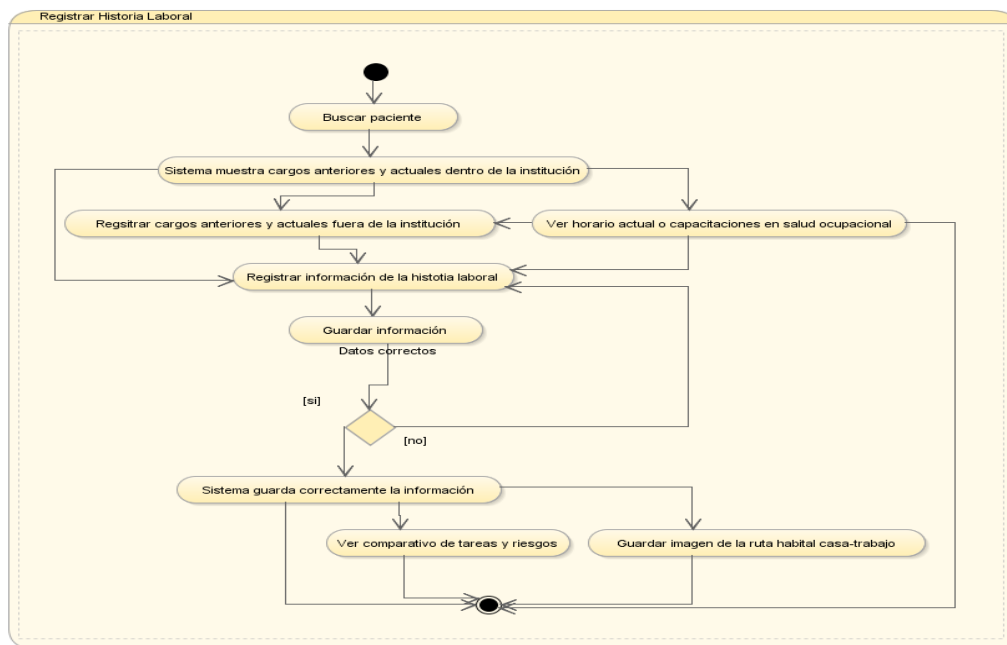 Registrar Historia Laboral
Buscar paciente
Sistema muestra cargos anteriores y actuales dentro de la institución
Regsitrar cargos anteriores y actuales fuera de la institución
Ver horario actual o capacitaciones en salud ocupacional
Registrar información de la histotia laboral
Guardar información
Datos correctos
[si]
[no]
Sistema guarda correctamente la información
Ver comparativo de tareas y riesgos
Guardar imagen de la ruta habital casa-trabajo